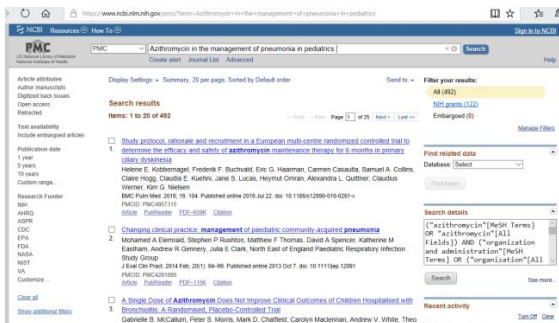 https://www.ncbi.nlm.nih.gov/pmc/?term=Azithromycin+in+the+management+of+pneumonia+in+pediatrics
NCBI Resources How To Sign in to NCBI
PMC
US National Library of Medicine
National Institutes of Health
PMC Azithromycin in the management of pneumonia in pediatrics Search
Create alert Journal List Advanced Help
Article attributes
Author manuscripts
Digitized back issues
Open access
Retracted
Text availability
Include embargoed articles
Publication date
1 year
5 years
10 years
Custom range...
Research Funder
NIH
AHRQ
ASPR
CDC
EPA
FDA
NASA
NIST
VA
Customize ...
Clear all
Show additional filters
Display Settings: Summary, 20 per page, Sorted by Default order Send to:
Search results
Items: 1 to 20 of 492 << First < Prev Page 1 of 25 Next > Last >>
1. Study protocol, rationale and recruitment in a European multi-centre randomized controlled trial to
determine the efficacy and safety of azithromycin maintenance therapy for 6 months in primary
ciliary dyskinesia
Helene E. Kobbernagel, Frederik F. Buchvald, Eric G. Haarman, Carmen Casaulta, Samuel A. Collins,
Claire Hogg, Claudia E. Kuehni, Jane S. Lucas, Heymut Omran, Alexandra L. Quittner, Claudius
Werner, Kim G. Nielsen
BMC Pulm Med. 2016; 16: 104. Published online 2016 Jul 22. doi: 10.1186/s12890-016-0261-x
PMCID: PMC4957315
Article PubReader PDF–659K Citation
2. Changing clinical practice: management of paediatric community-acquired pneumonia
Mohamed A Elemraid, Stephen P Rushton, Matthew F Thomas, David A Spencer, Katherine M
Eastham, Andrew R Gennery, Julia E Clark, North East of England Paediatric Respiratory Infection
Study Group
J Eval Clin Pract. 2014 Feb; 20(1): 94–99. Published online 2013 Oct 7. doi: 10.1111/jep.12091
PMCID: PMC4291095
Article PubReader PDF–115K Citation
3. A Single Dose of Azithromycin Does Not Improve Clinical Outcomes of Children Hospitalised with
Bronchiolitis: A Randomised, Placebo-Controlled Trial
Gabrielle B. McCallum, Peter S. Morris, Mark D. Chatfield, Carolyn Maclennan, Andrew V. White, Theo
Filter your results:
All (492)
NIH grants (122)
Embargoed (0)
Manage Filters
Find related data
Database: Select
Find items
Search details
("azithromycin"[MeSH Terms]
OR "azithromycin"[All
Fields]) AND ("organization
and administration"[MeSH
Terms] OR ("organization"[All
Search See more...
Recent activity
Turn Off Clear